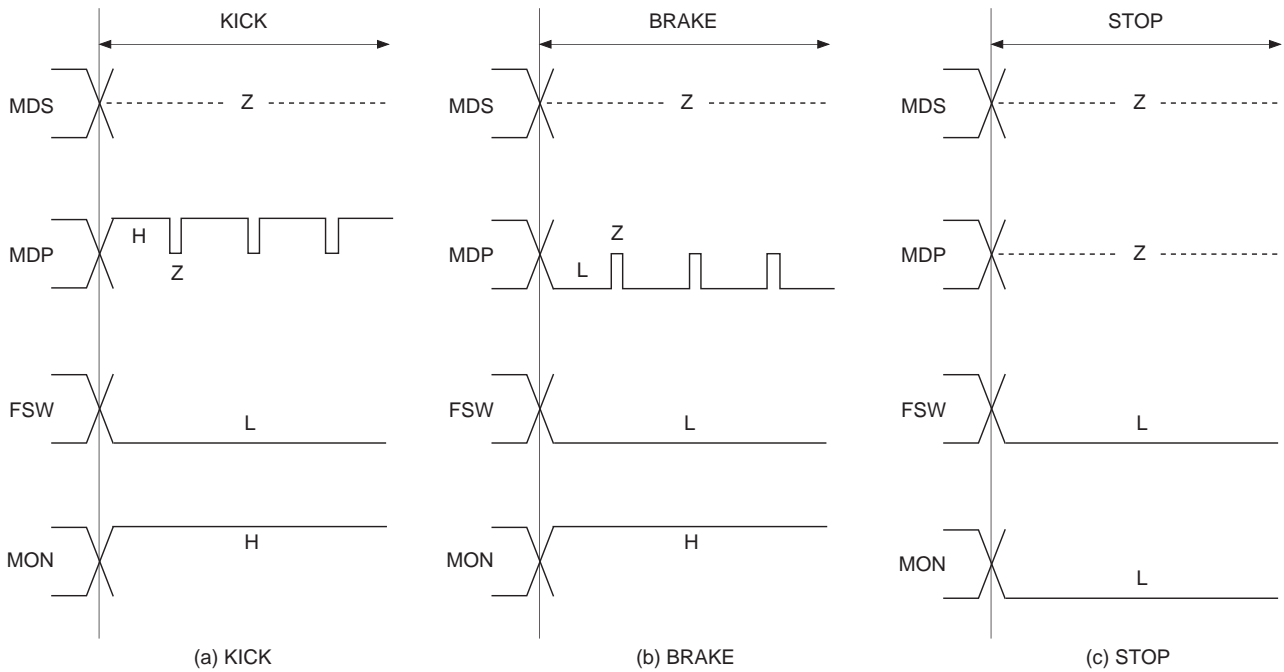 KICK
MDS
Z
MDP
H
Z
FSW
L
MON
H
(a) KICK
BRAKE
MDS
Z
MDP
Z
L
FSW
L
MON
H
(b) BRAKE
STOP
MDS
Z
MDP
Z
FSW
L
MON
L
(c) STOP